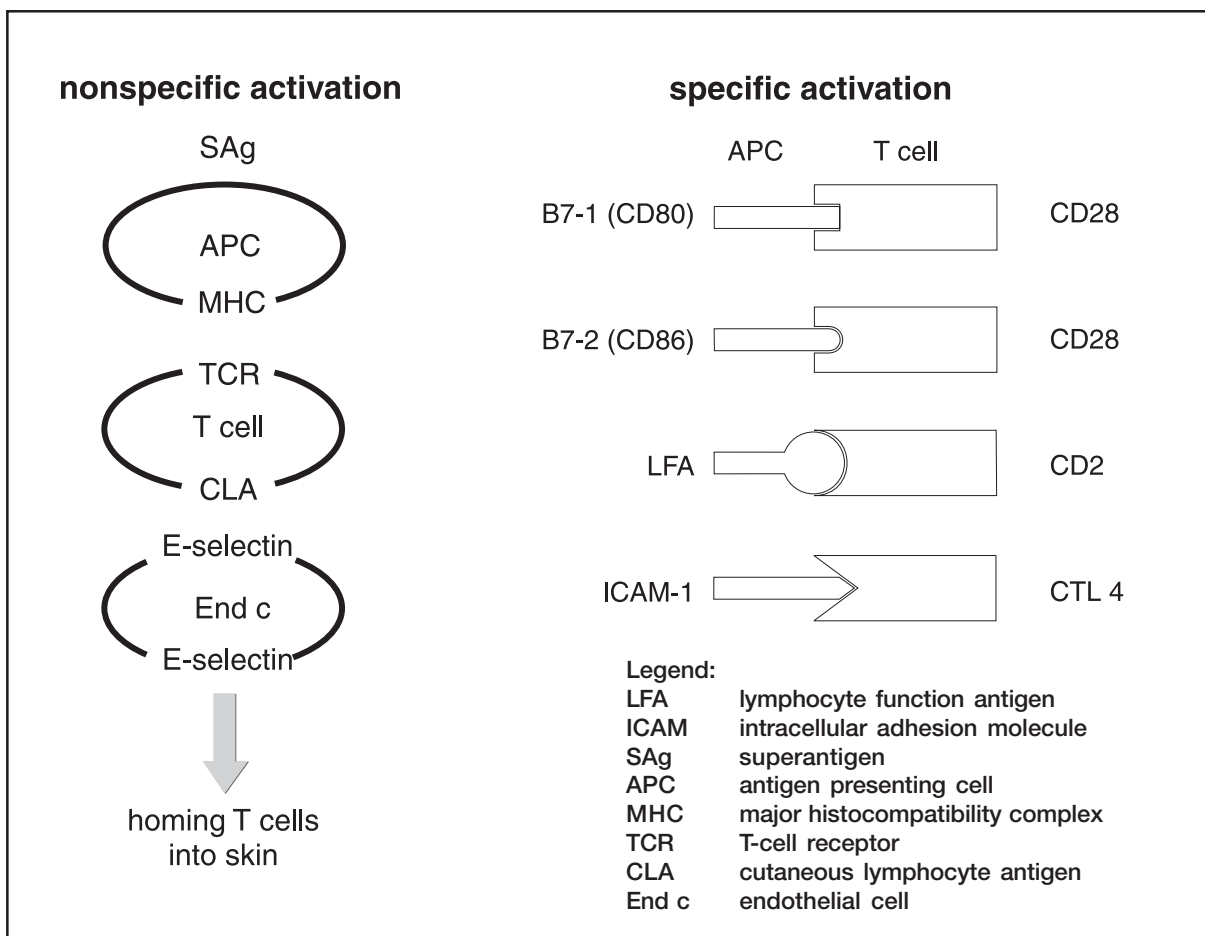 nonspecific activation
SAg
APC
MHC
TCR
T cell
CLA
E-selectin
End c
E-selectin
homing T cells
into skin
specific activation
APC T cell
B7-1 (CD80) CD28
B7-2 (CD86) CD28
LFA CD2
ICAM-1 CTL 4
Legend:
LFA lymphocyte function antigen
ICAM intracellular adhesion molecule
SAg superantigen
APC antigen presenting cell
MHC major histocompatibility complex
TCR T-cell receptor
CLA cutaneous lymphocyte antigen
End c endothelial cell